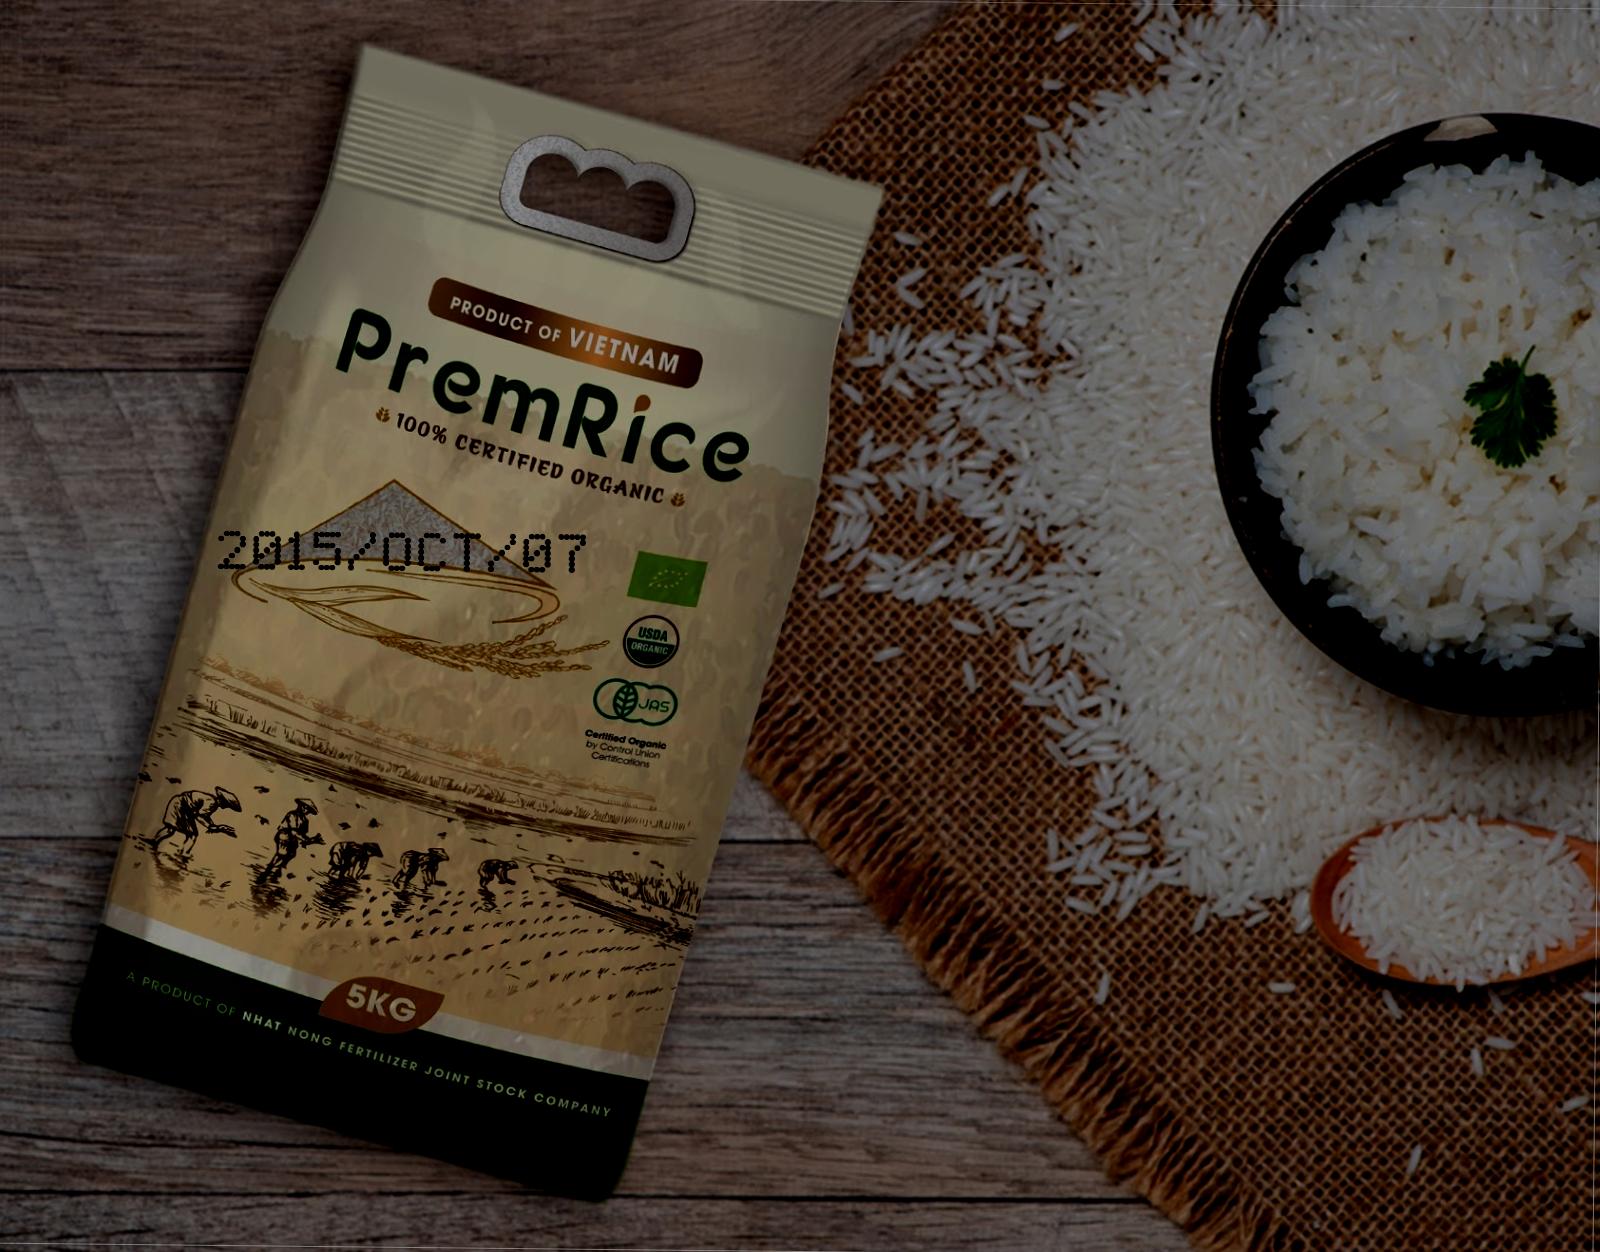 PRODUCT OF VIETNAM
PremRice
100% CERTIFIED ORGANIC
2015/OCT/07
USDA
ORGANIC
JAS
Certified Organic
by Control Union
Certifications
5KG
A PRODUCT OF NHAT NONG FERTILIZER JOINT STOCK COMPANY